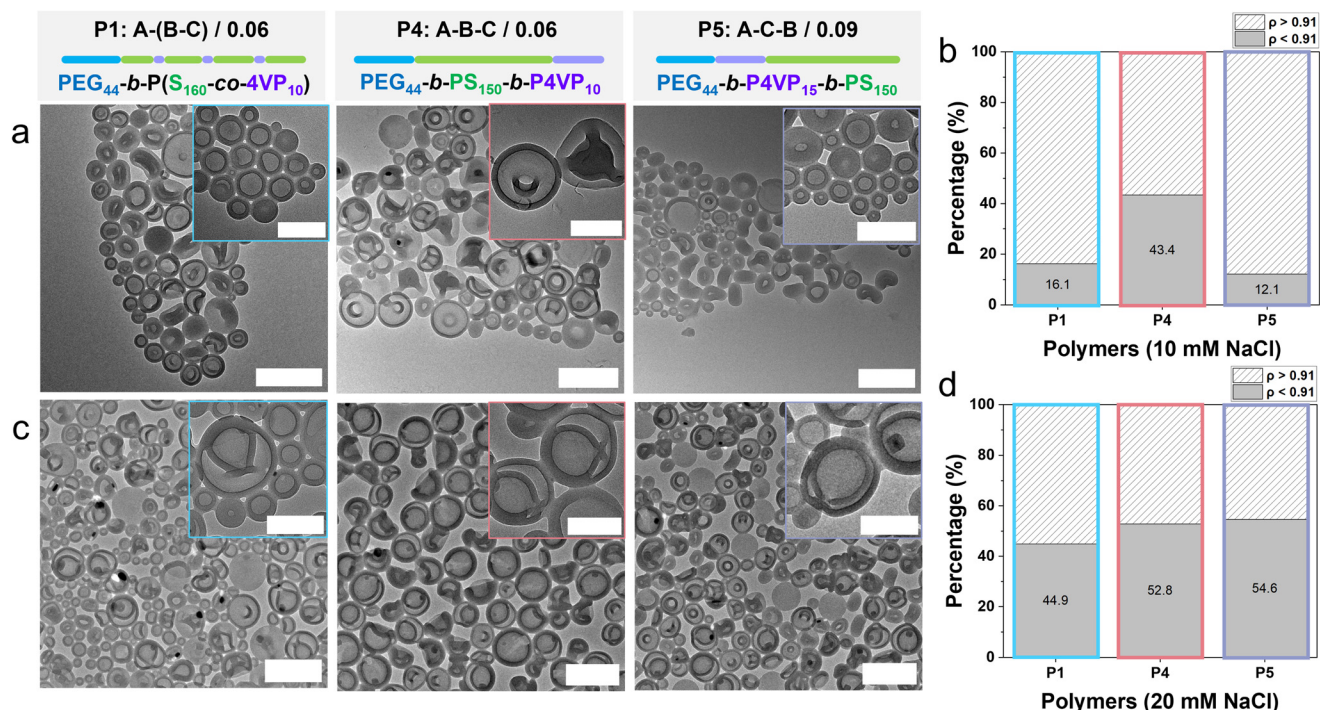 P1: A-(B-C) / 0.06
PEG44-b-P(S160-co-4VP10)
P4: A-B-C / 0.06
PEG44-b-PS150-b-P4VP10
P5: A-C-B / 0.09
PEG44-b-P4VP15-b-PS150
a
c
b
ρ > 0.91
ρ < 0.91
Percentage (%)
100
80
60
40
20
0
16.1
43.4
12.1
P1
P4
P5
Polymers (10 mM NaCl)
d
ρ > 0.91
ρ < 0.91
Percentage (%)
100
80
60
40
20
0
44.9
52.8
54.6
P1
P4
P5
Polymers (20 mM NaCl)